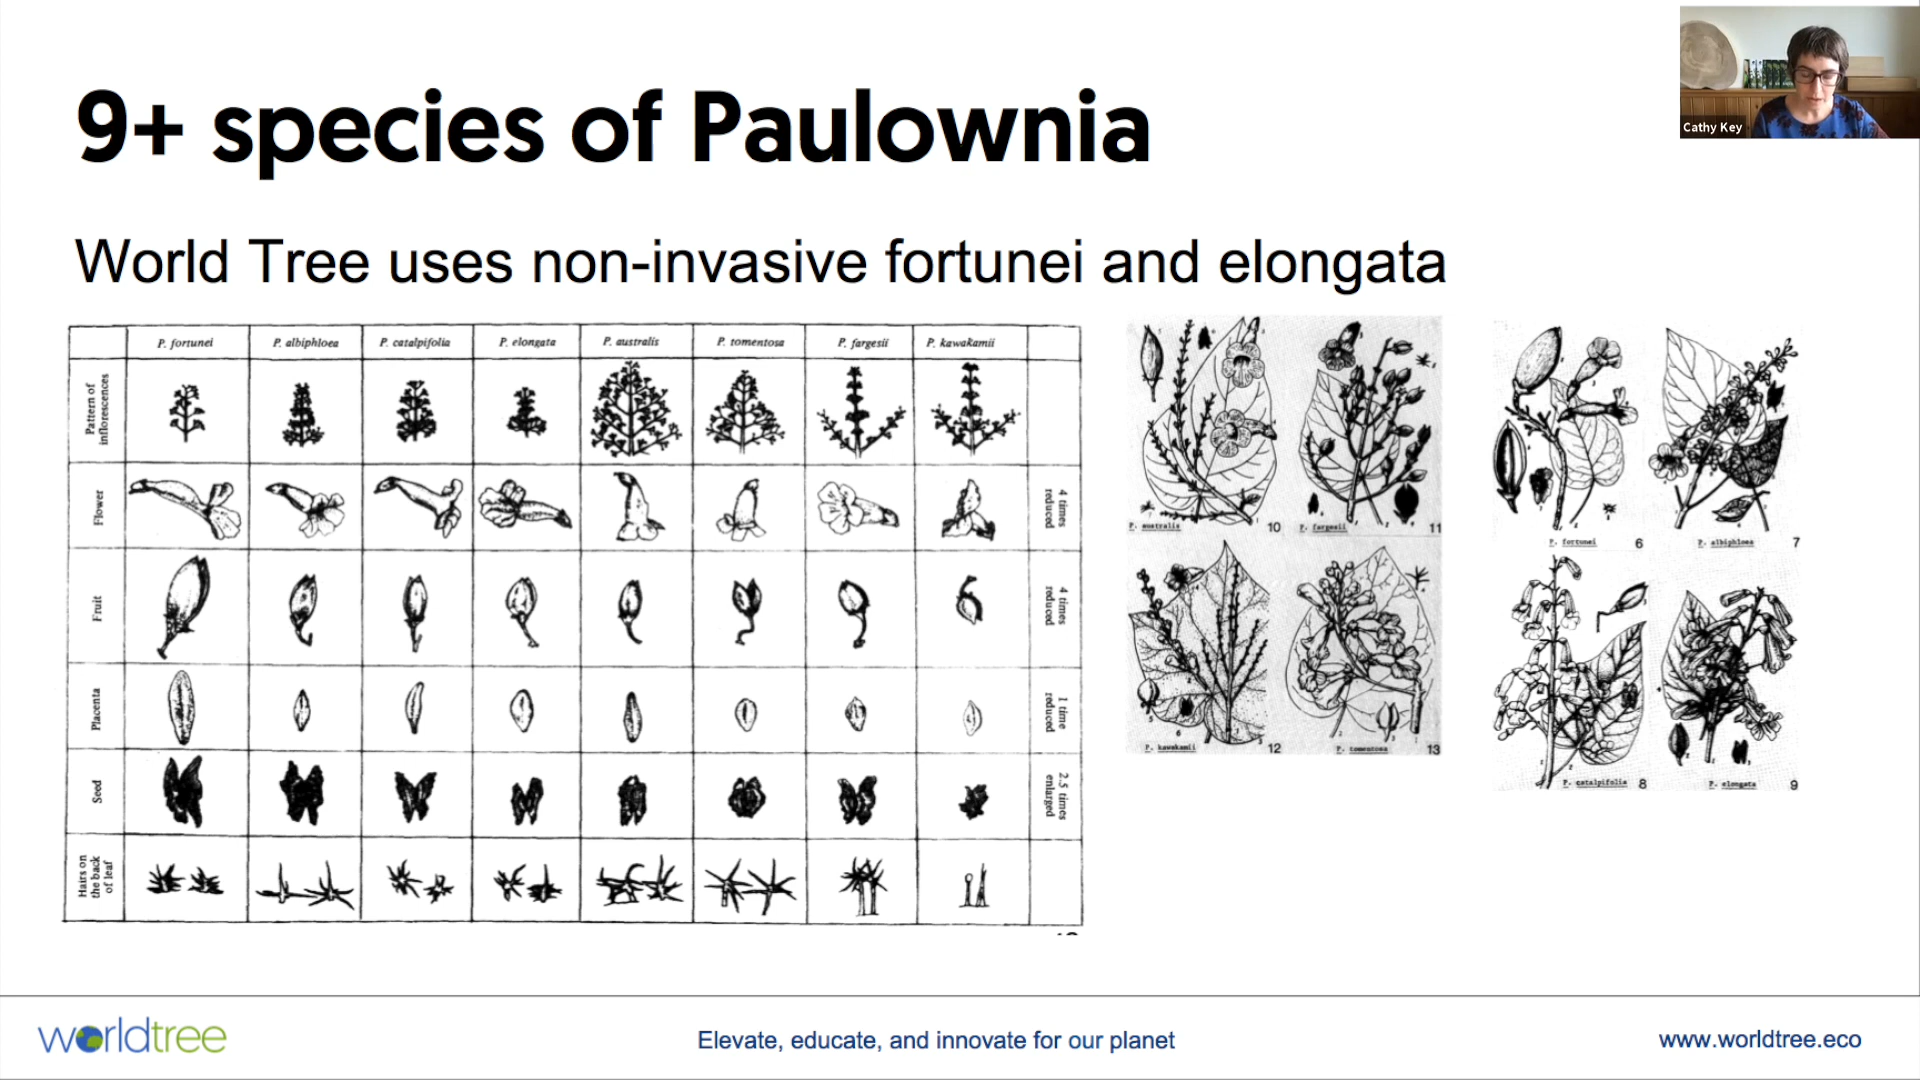 9+ species of Paulownia
Cathy Key
World Tree uses non-invasive fortunei and elongata
P. fortunei P. albiphloea P. catalpifolia P. elongata P. australis P. tomentosa P. fargesii P. kawakamii
Pattern of
inflorescences
Flower
4 times
reduced
Fruit
4 times
reduced
Placenta
1 time
reduced
Seed
2.5 times
enlarged
Hairs on
the back
of leaf
P. australis 10
P. fargesii 11
P. kawakamii 12
P. tomentosa 13
P. fortunei 6
P. albiphloea 7
P. catalpifolia 8
P. elongata 9
worldtree
Elevate, educate, and innovate for our planet
www.worldtree.eco